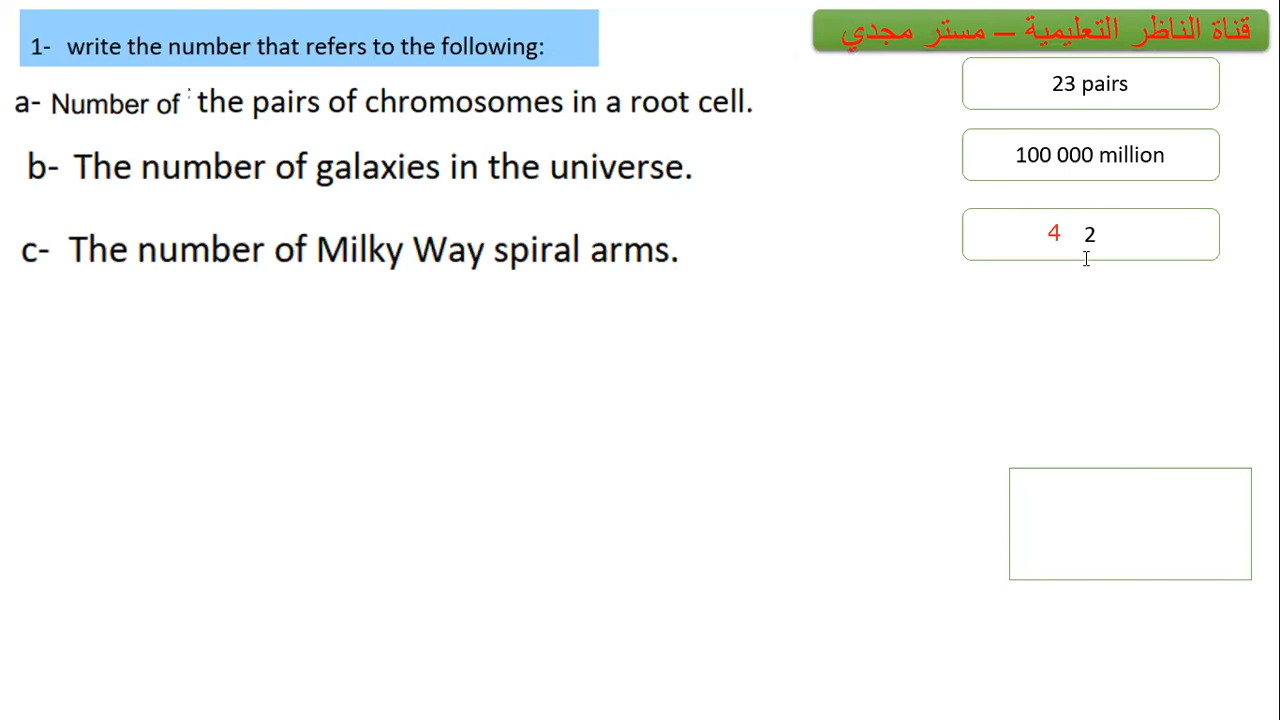 1- write the number that refers to the following:
قناة الناظر التعليمية – مستر مجدي
a- Number of the pairs of chromosomes in a root cell.
23 pairs
b- The number of galaxies in the universe.
100 000 million
c- The number of Milky Way spiral arms.
4 2